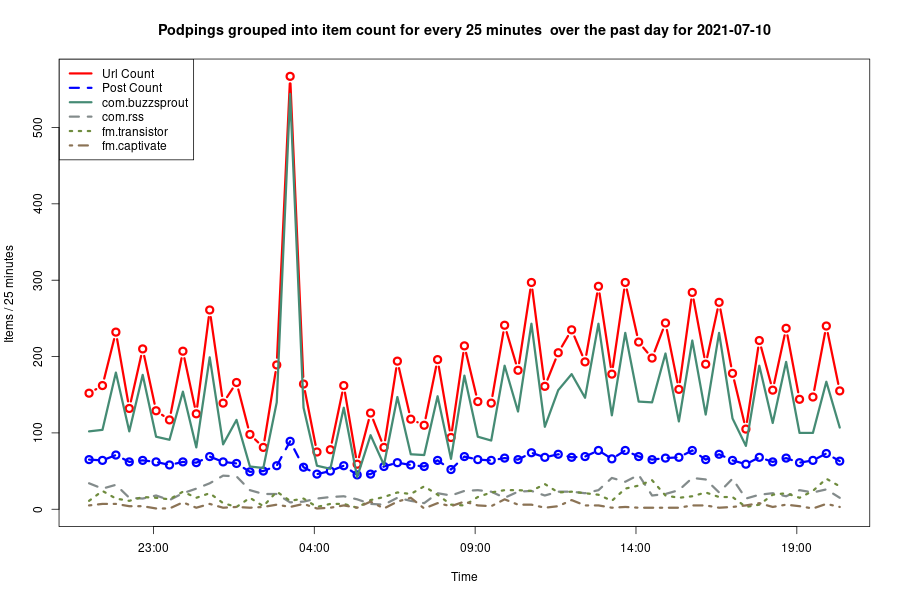 Podpings grouped into item count for every 25 minutes  over the past day for 2021-07-10
Url Count
Post Count
com.buzzsprout
com.rss
fm.transistor
fm.captivate
Items / 25 minutes
500
400
300
200
100
0
23:00
04:00
09:00
14:00
19:00
Time